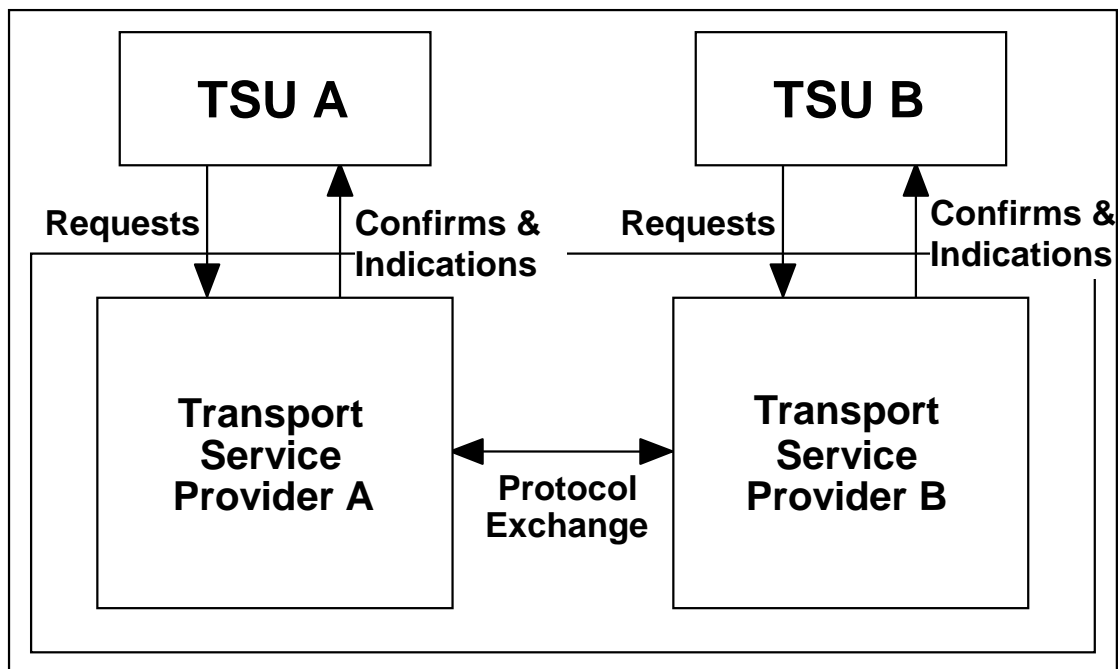 TSU A
TSU B
Requests
Confirms &
Indications
Requests
Confirms &
Indications
Transport
Service
Provider A
Protocol
Exchange
Transport
Service
Provider B